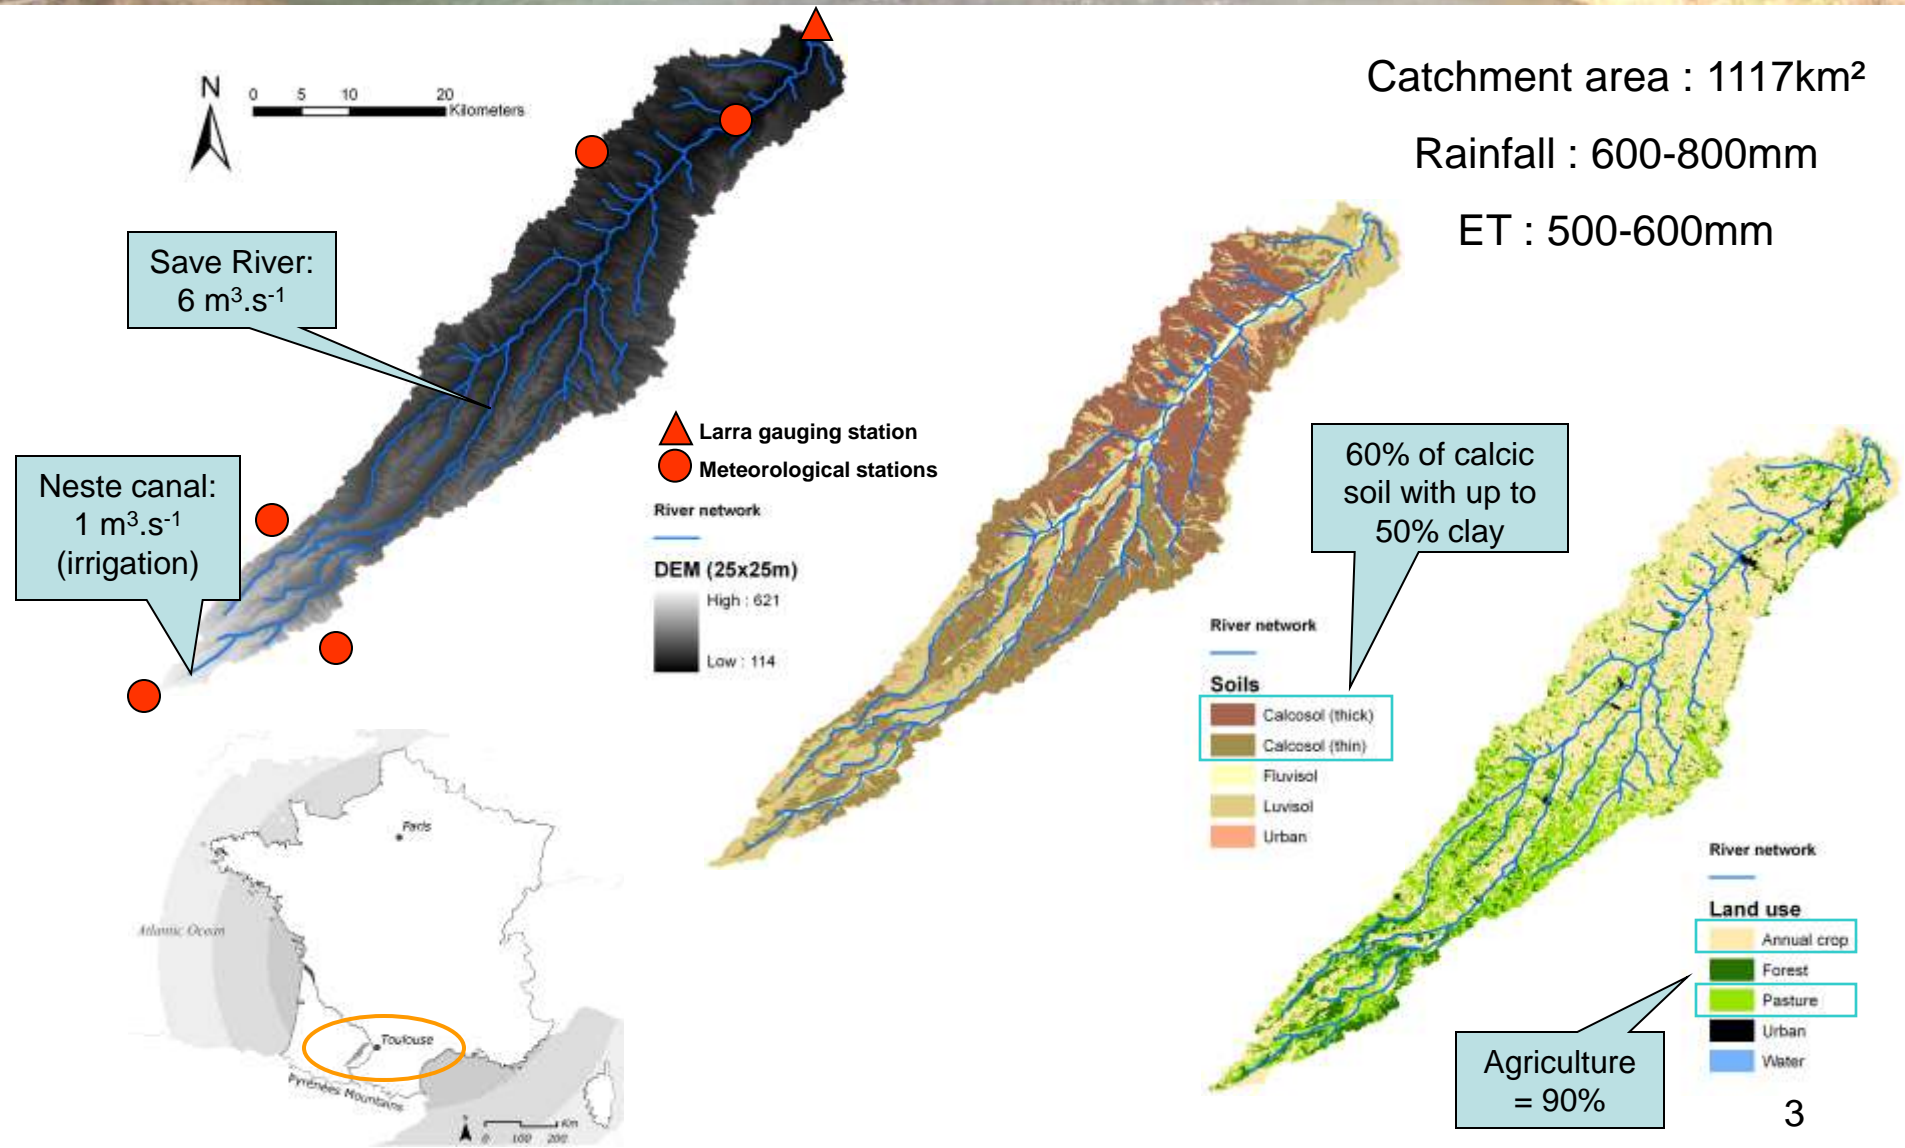 Catchment area : 1117km²
Rainfall : 600-800mm
ET : 500-600mm
N
0 5 10 20
Kilometers
Save River:
6 m³.s⁻¹
Neste canal:
1 m³.s⁻¹
(irrigation)
Larra gauging station
Meteorological stations
River network
DEM (25x25m)
High : 621
Low : 114
60% of calcic
soil with up to
50% clay
River network
Soils
Calcosol (thick)
Calcosol (thin)
Fluvisol
Luvisol
Urban
River network
Land use
Annual crop
Forest
Pasture
Urban
Water
Agriculture
= 90%
Paris
Atlantic Ocean
Toulouse
Pyrénées Mountains
N
Km
0 100 200
3